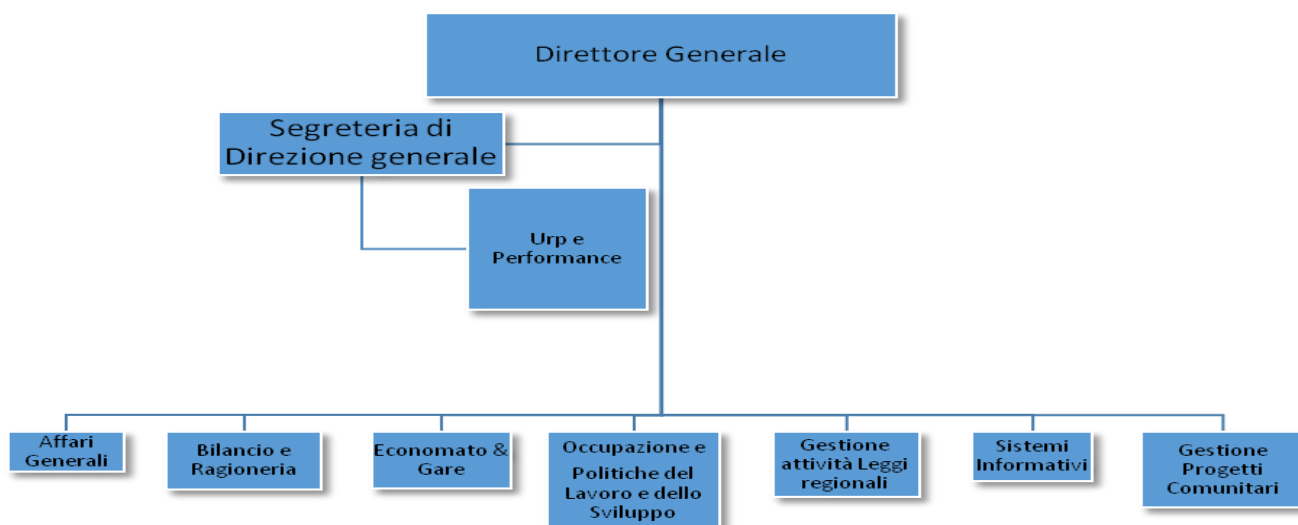 Direttore Generale
Segreteria di
Direzione generale
Urp e
Performance
Affari
Generali
Bilancio e
Ragioneria
Economato &
Gare
Occupazione e
Politiche del
Lavoro e dello
Sviluppo
Gestione
attività Leggi
regionali
Sistemi
Informativi
Gestione
Progetti
Comunitari